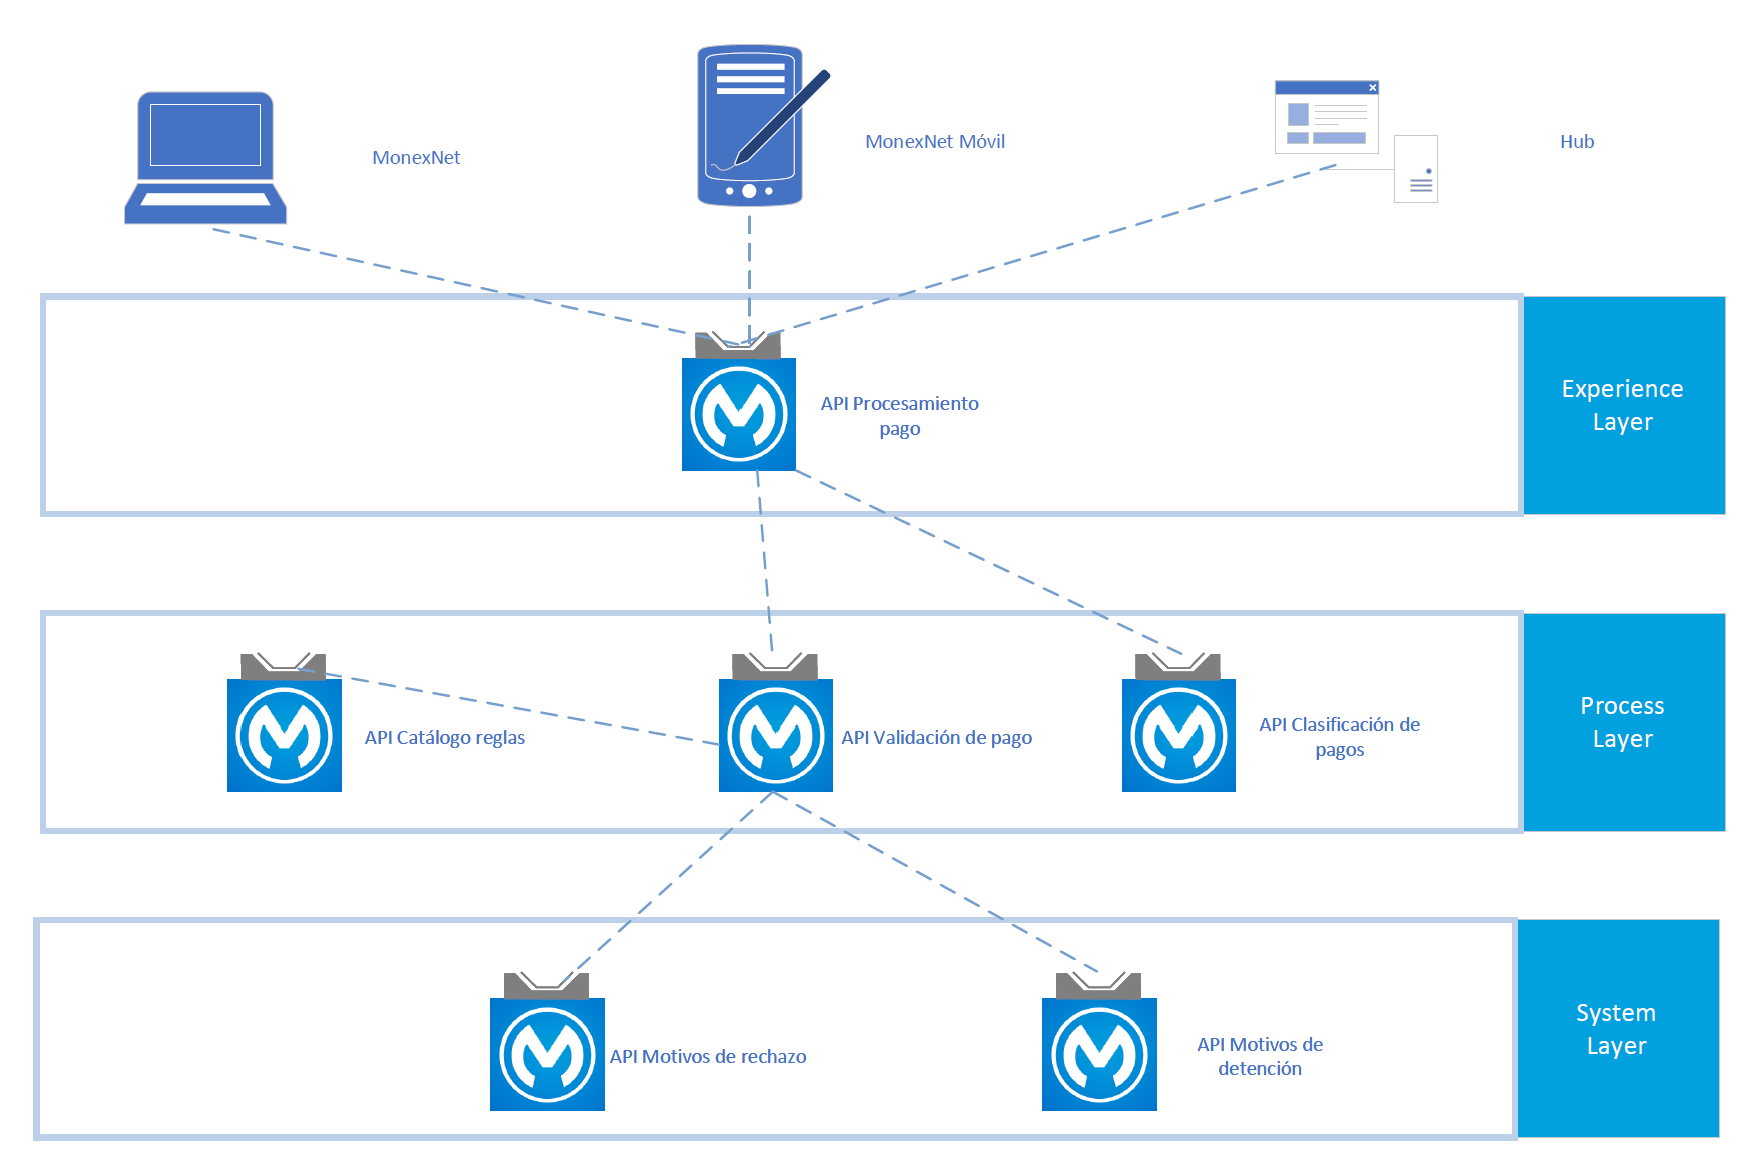 MonexNet
MonexNet Móvil
Hub
API Procesamiento
pago
Experience
Layer
API Catálogo reglas
API Validación de pago
API Clasificación de
pagos
Process
Layer
API Motivos de rechazo
API Motivos de
detención
System
Layer